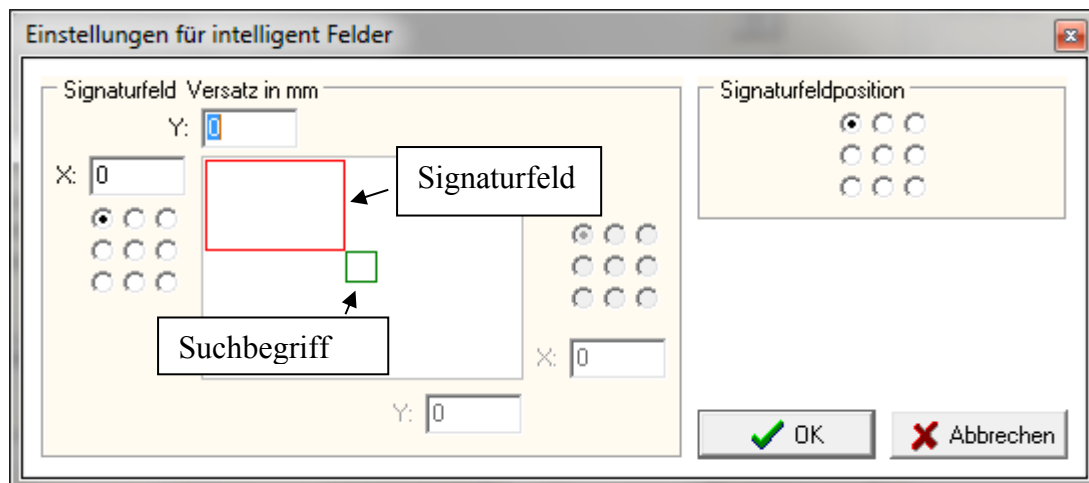 Einstellungen für intelligent Felder
Signaturfeld Versatz in mm
Y: 0
X: 0
Signaturfeld
Suchbegriff
X: 0
Y: 0
Signaturfeldposition
OK
Abbrechen